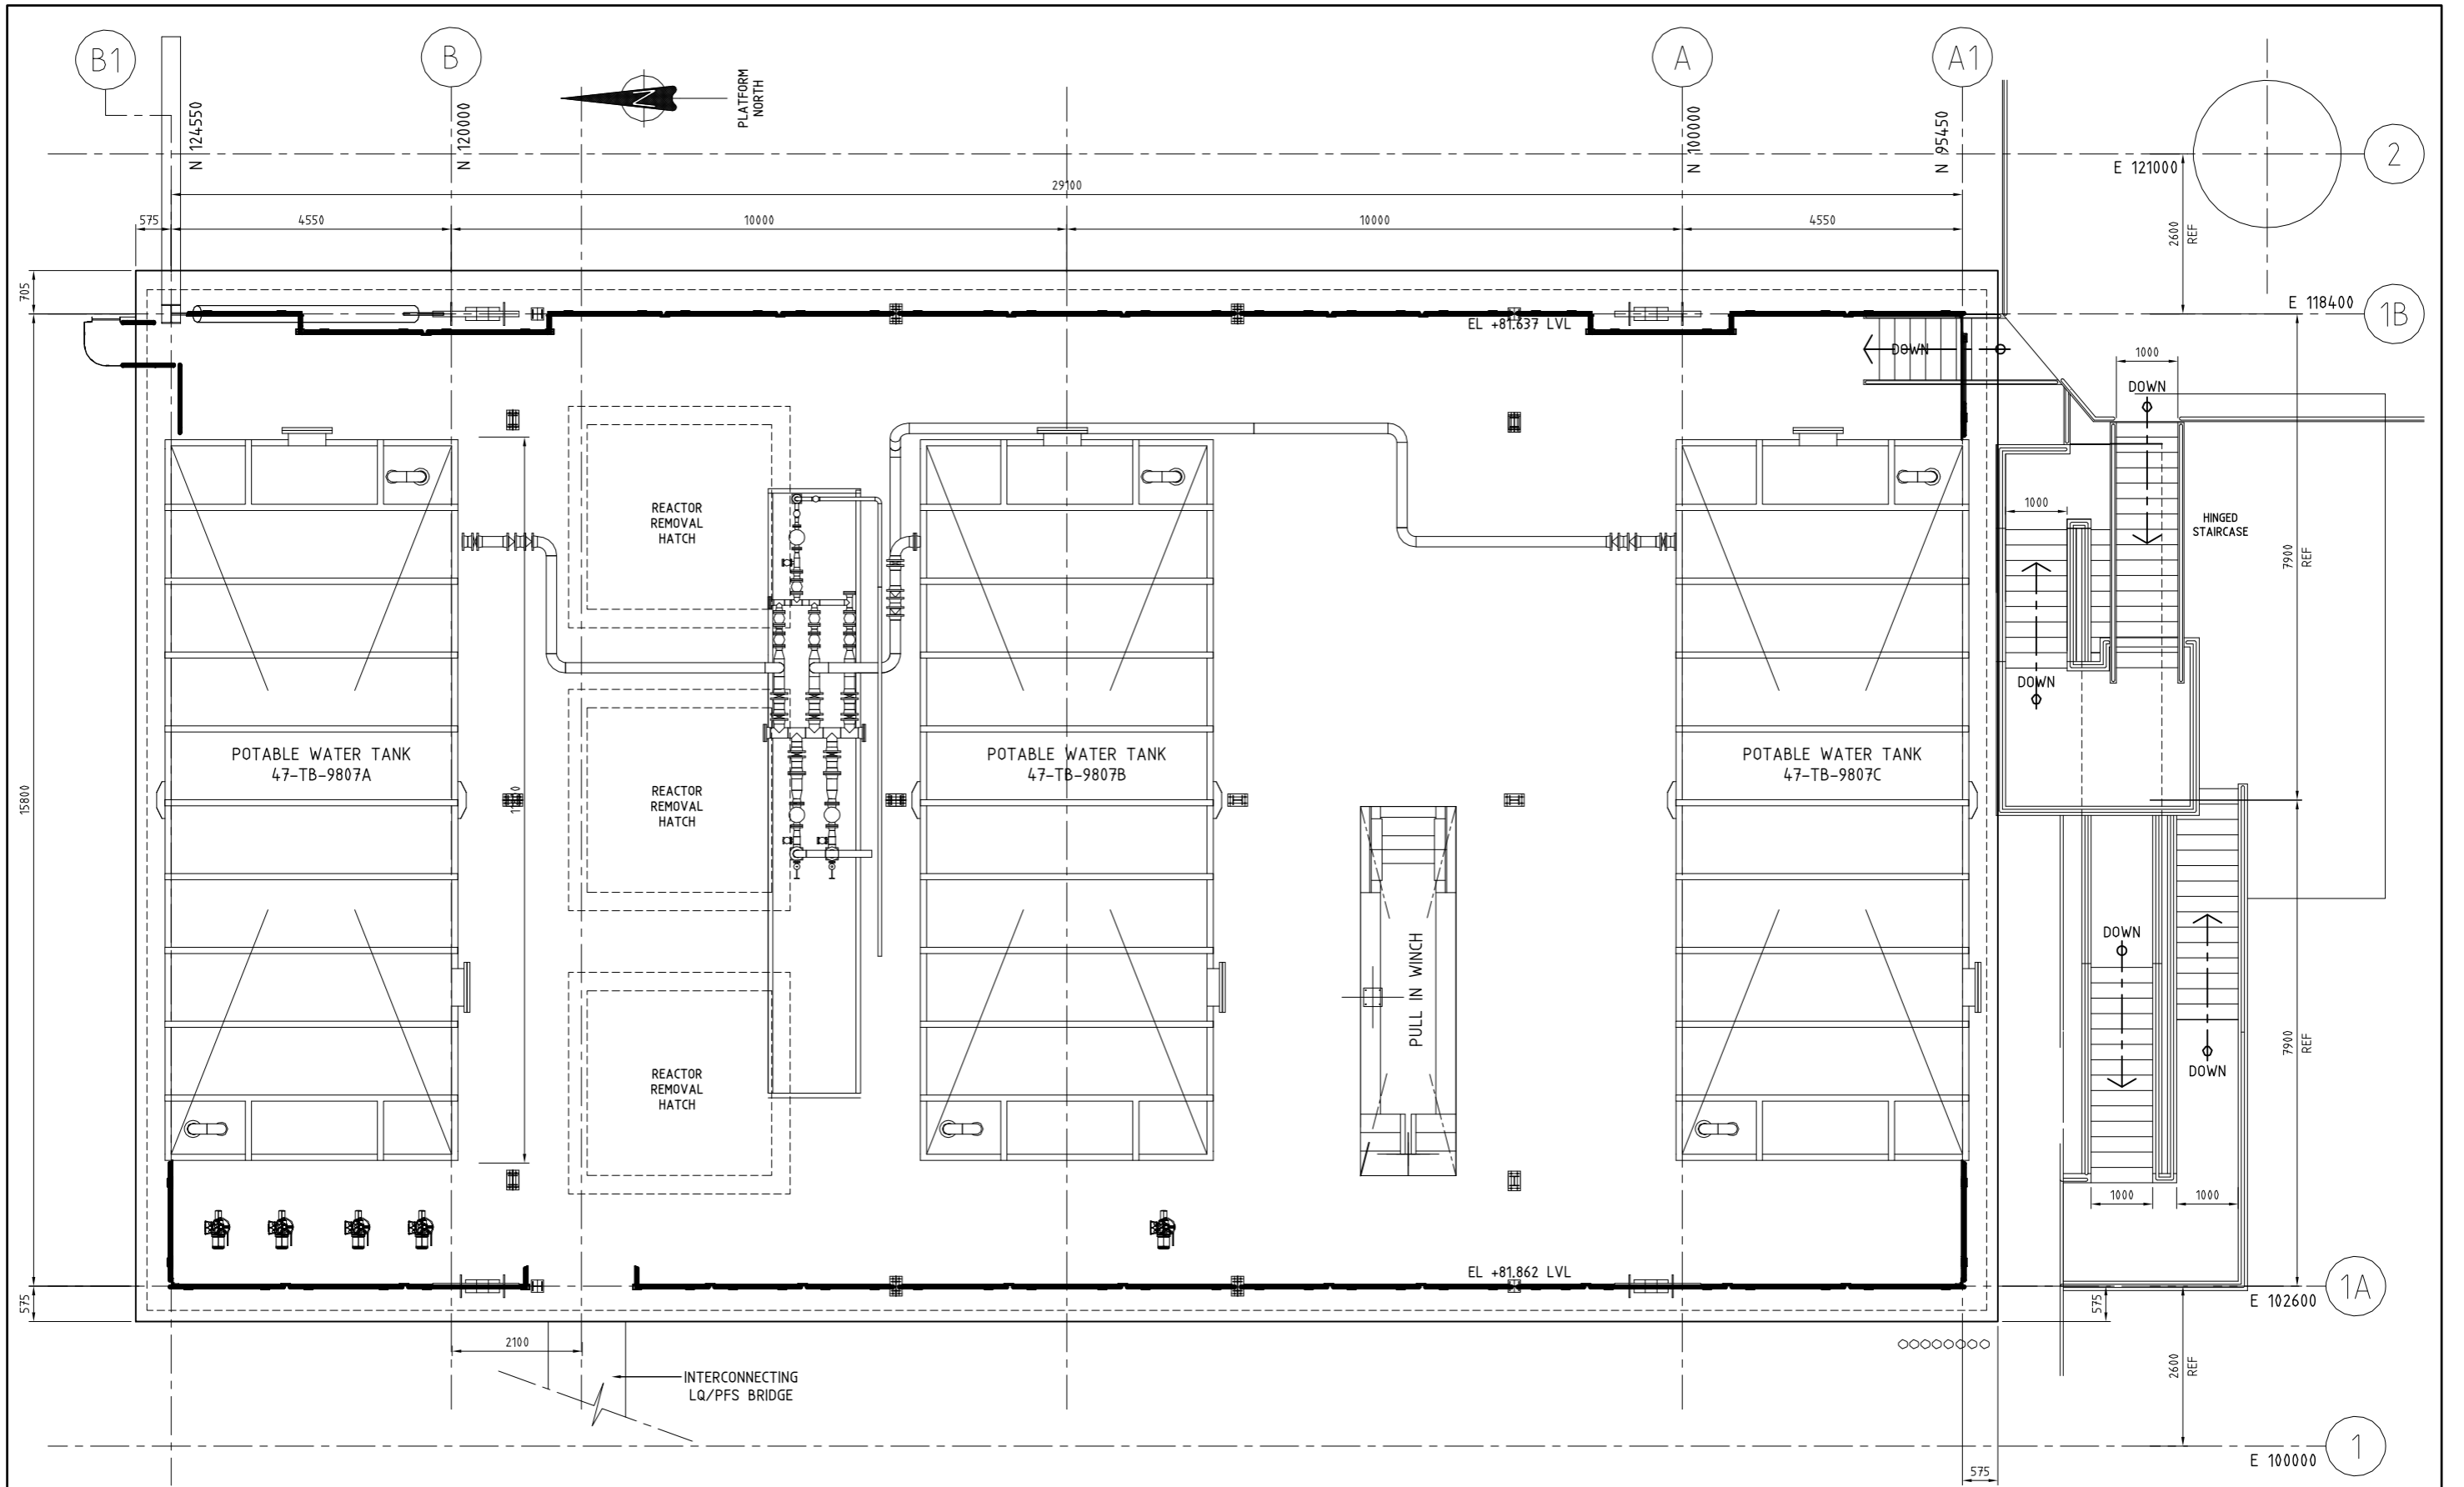 B1
B
A
A1
N 124550
N 120000
PLATFORM
NORTH
N
N 100000
N 95450
2
E 121000
29100
575
4550
10000
10000
4550
2600
REF
705
E 118400
1B
EL +81.637 LVL
DOWN
1000
DOWN
REACTOR
REMOVAL
HATCH
1000
HINGED
STAIRCASE
7900
REF
DOWN
POTABLE WATER TANK
47-TB-9807A
POTABLE WATER TANK
47-TB-9807B
POTABLE WATER TANK
47-TB-9807C
15800
REACTOR
REMOVAL
HATCH
PULL IN WINCH
DOWN
7900
REF
DOWN
REACTOR
REMOVAL
HATCH
1000
1000
EL +81.862 LVL
575
575
E 102600
1A
2100
INTERCONNECTING
LQ/PFS BRIDGE
2600
REF
575
E 100000
1